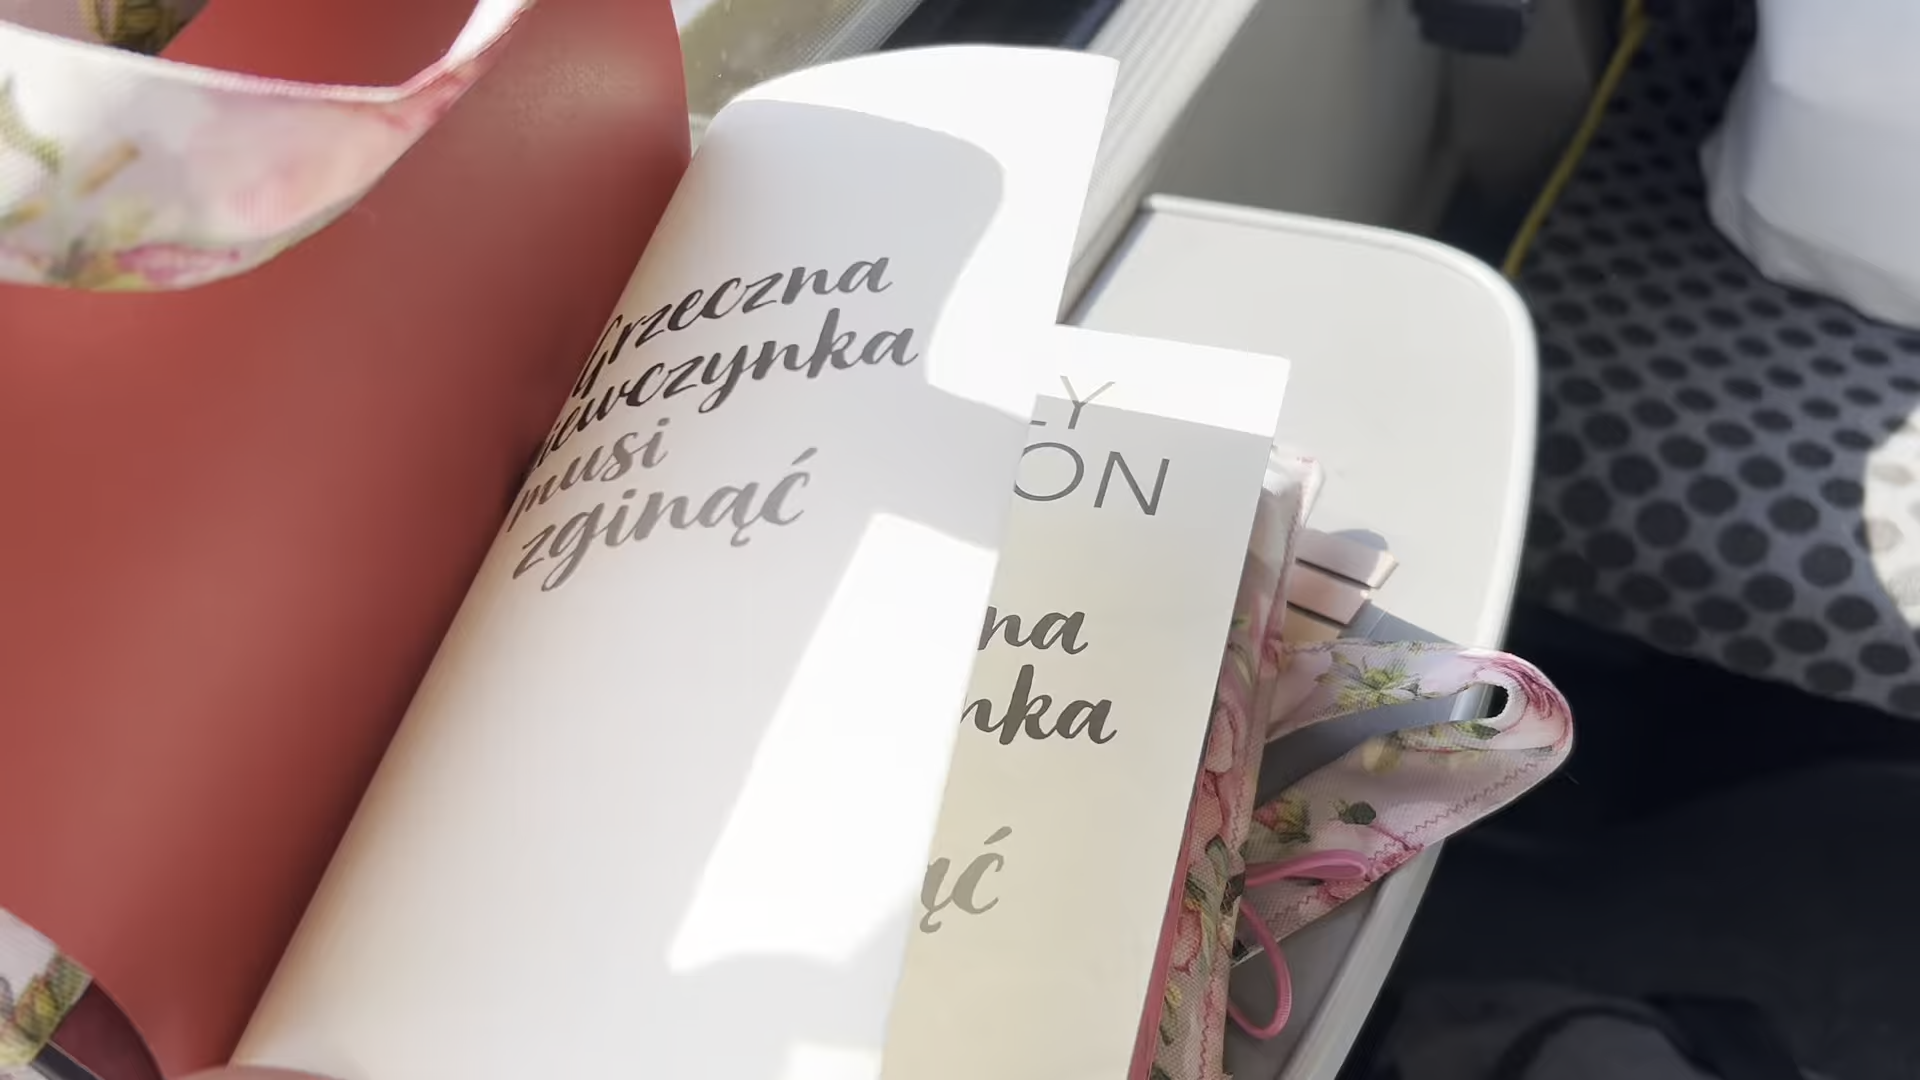 Grzeczna
dziewczynka
musi
zginąć
LY
ON
na
nka
ąć